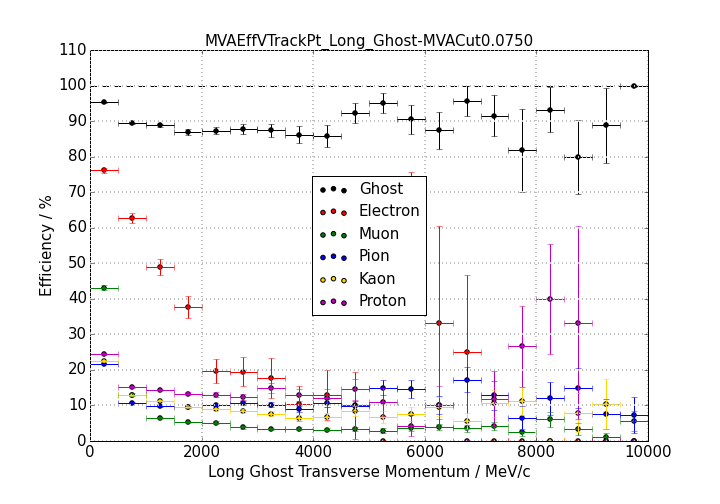 MVAEffVTrackPt_Long_Ghost-MVACut0.0750
110
100
90
80
70
60
50
40
30
20
10
0
Efficiency / %
Ghost
Electron
Muon
Pion
Kaon
Proton
0 2000 4000 6000 8000 10000
Long Ghost Transverse Momentum / MeV/c